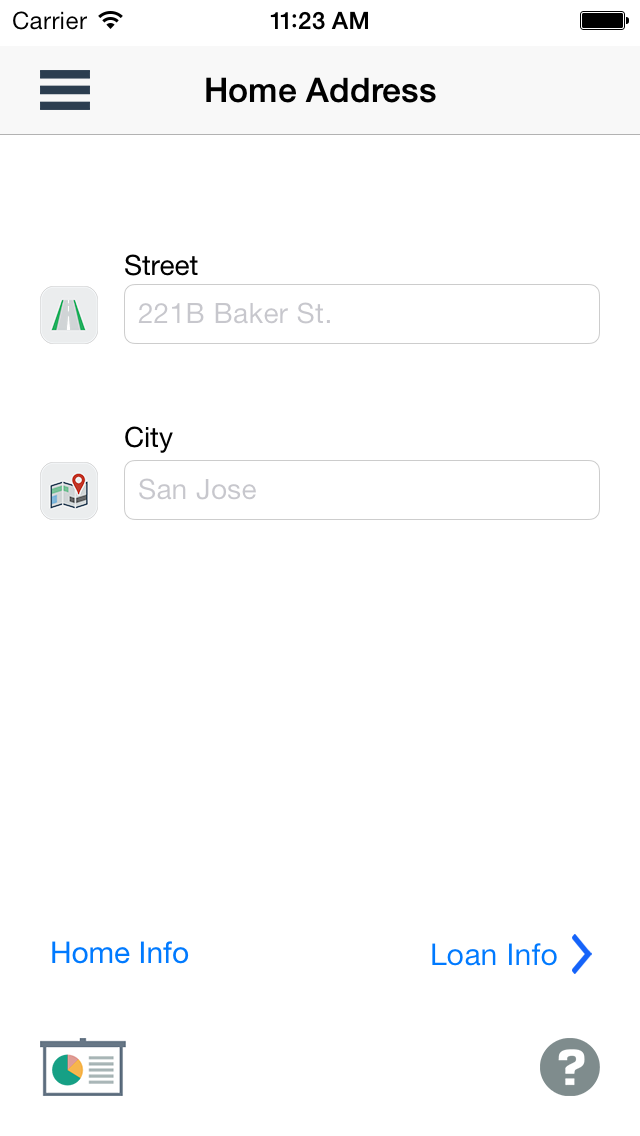 Carrier 11:23 AM
Home Address
Street
221B Baker St.
City
San Jose
Home Info Loan Info
?